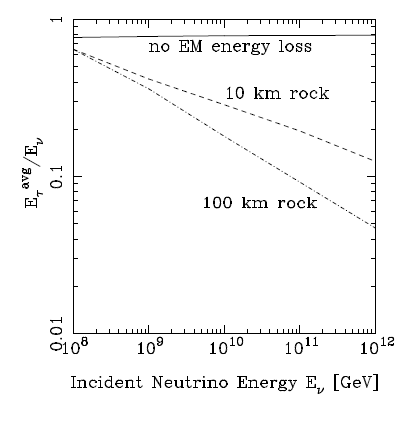 1
no EM energy loss
10 km rock
E_τ^avg/E_ν
0.1
100 km rock
0.01
10^8 10^9 10^10 10^11 10^12
Incident Neutrino Energy E_ν [GeV]